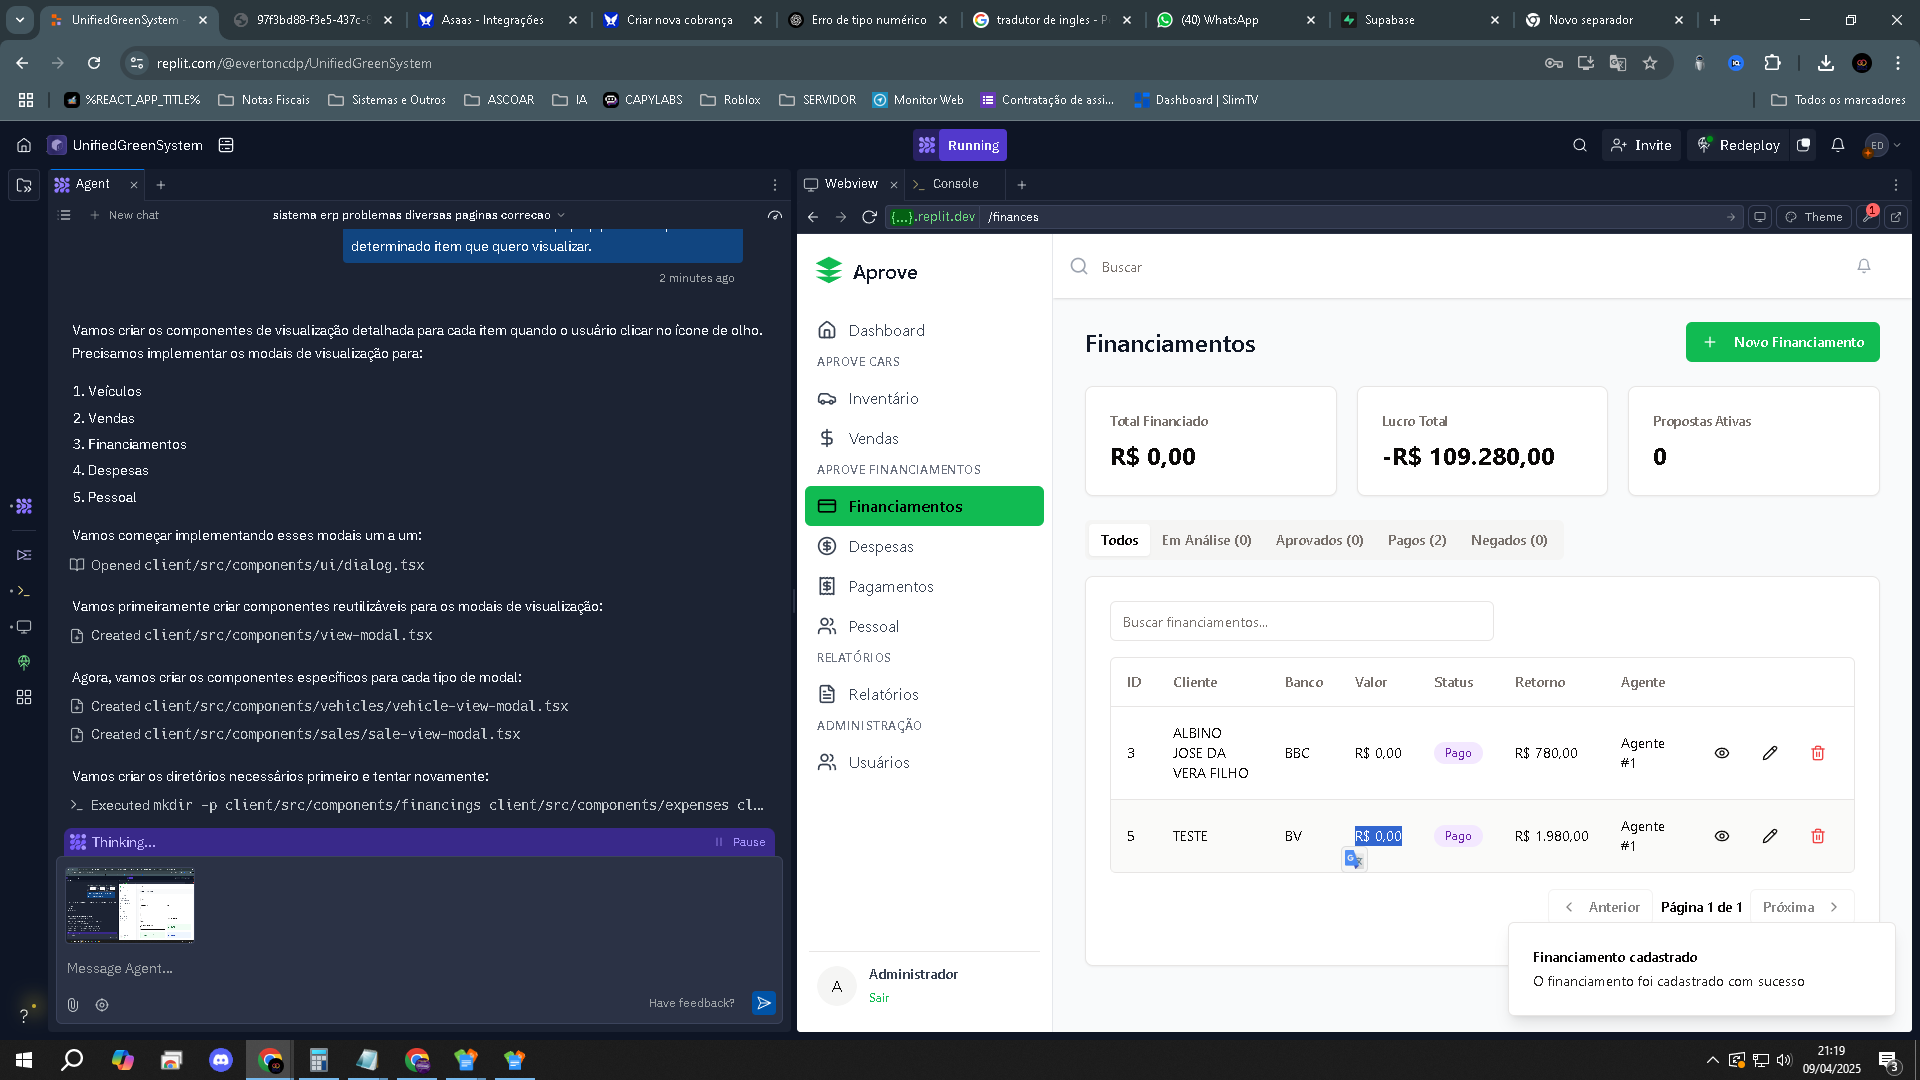 UnifiedGreenSystem -
97f3bd88-f3e5-437c-8
Asaas - Integrações
Criar nova cobrança
Erro de tipo numérico
tradutor de ingles - P
(40) WhatsApp
Supabase
Novo separador
replit.com/@evertoncdp/UnifiedGreenSystem
%REACT_APP_TITLE%
Notas Fiscais
Sistemas e Outros
ASCOAR
IA
CAPYLABS
Roblox
SERVIDOR
Monitor Web
Contratação de assi...
Dashboard | SlimTV
Todos os marcadores
UnifiedGreenSystem
Running
Invite
Redeploy
ED
Agent
New chat
sistema erp problemas diversas paginas correcao
determinado item que quero visualizar.
2 minutes ago
Vamos criar os componentes de visualização detalhada para cada item quando o usuário clicar no ícone de olho.
Precisamos implementar os modais de visualização para:
1. Veículos
2. Vendas
3. Financiamentos
4. Despesas
5. Pessoal
Vamos começar implementando esses modais um a um:
Opened client/src/components/ui/dialog.tsx
Vamos primeiramente criar componentes reutilizáveis para os modais de visualização:
Created client/src/components/view-modal.tsx
Agora, vamos criar os componentes específicos para cada tipo de modal:
Created client/src/components/vehicles/vehicle-view-modal.tsx
Created client/src/components/sales/sale-view-modal.tsx
Vamos criar os diretórios necessários primeiro e tentar novamente:
Executed mkdir -p client/src/components/financings client/src/components/expenses cl...
Thinking...
Pause
Message Agent...
Have feedback?
Webview
Console
{...}.replit.dev
/finances
Theme
1
Aprove
Dashboard
APROVE CARS
Inventário
Vendas
APROVE FINANCIAMENTOS
Financiamentos
Despesas
Pagamentos
Pessoal
RELATÓRIOS
Relatórios
ADMINISTRAÇÃO
Usuários
A
Administrador
Sair
Buscar
Financiamentos
Novo Financiamento
Total Financiado
R$ 0,00
Lucro Total
-R$ 109.280,00
Propostas Ativas
0
Todos
Em Análise (0)
Aprovados (0)
Pagos (2)
Negados (0)
Buscar financiamentos...
ID Cliente Banco Valor Status Retorno Agente
3 ALBINO JOSE DA VERA FILHO BBC R$ 0,00 Pago R$ 780,00 Agente #1
5 TESTE BV R$ 0,00 Pago R$ 1.980,00 Agente #1
Anterior
Página 1 de 1
Próxima
Financiamento cadastrado
O financiamento foi cadastrado com sucesso
21:19
09/04/2025
3